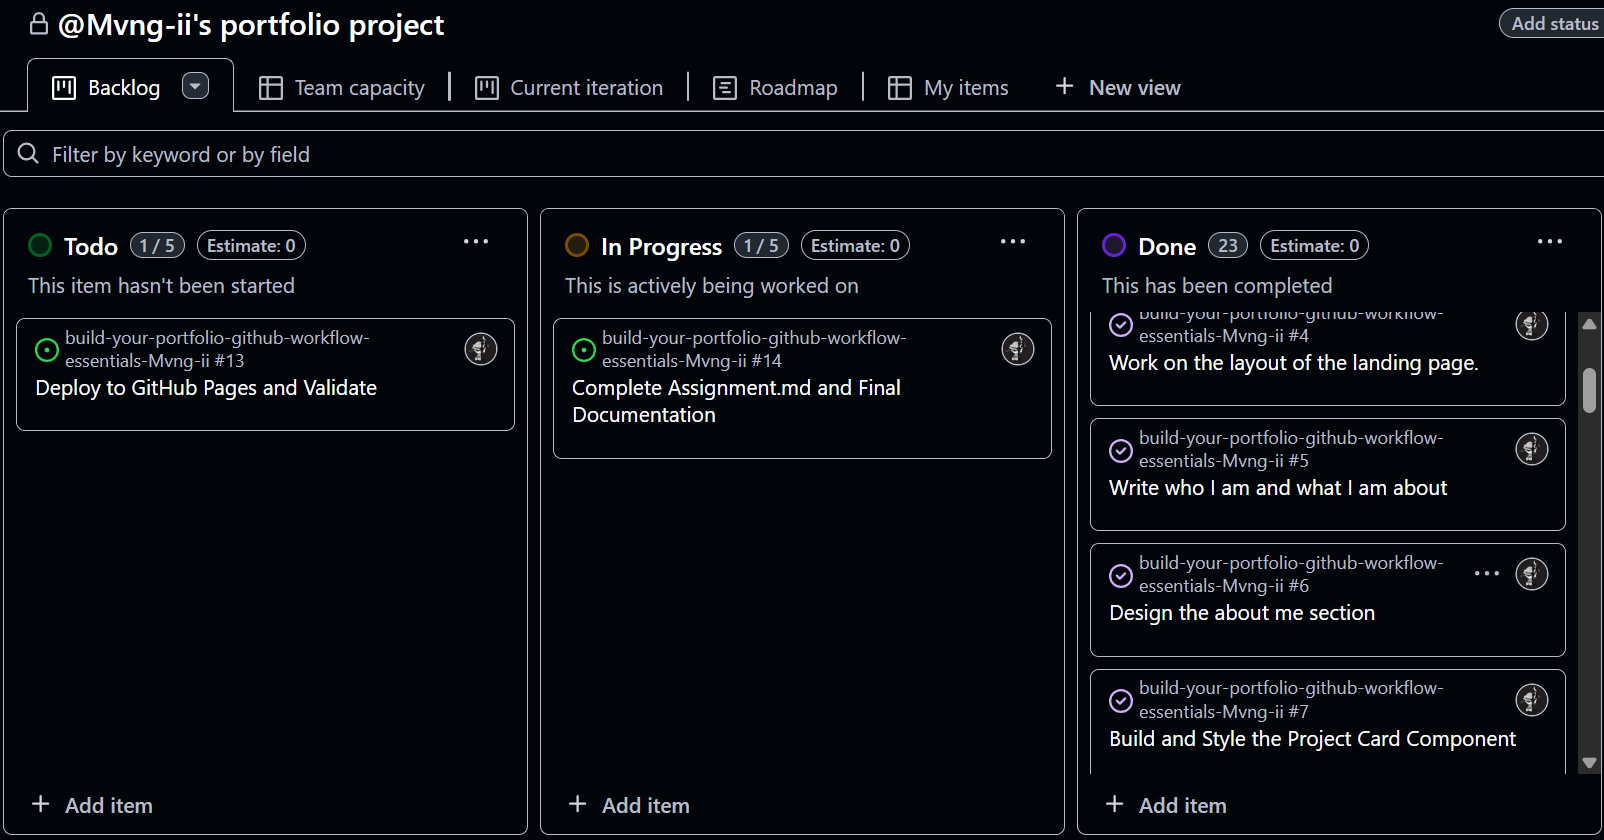 @Mvng-ii's portfolio project
Add status
Backlog
Team capacity
Current iteration
Roadmap
My items
New view
Filter by keyword or by field
Todo 1 / 5 Estimate: 0
This item hasn't been started
build-your-portfolio-github-workflow-
essentials-Mvng-ii #13
Deploy to GitHub Pages and Validate
+ Add item
In Progress 1 / 5 Estimate: 0
This is actively being worked on
build-your-portfolio-github-workflow-
essentials-Mvng-ii #14
Complete Assignment.md and Final
Documentation
+ Add item
Done 23 Estimate: 0
This has been completed
build-your-portfolio-github-workflow-
essentials-Mvng-ii #4
Work on the layout of the landing page.
build-your-portfolio-github-workflow-
essentials-Mvng-ii #5
Write who I am and what I am about
build-your-portfolio-github-workflow-
essentials-Mvng-ii #6
Design the about me section
build-your-portfolio-github-workflow-
essentials-Mvng-ii #7
Build and Style the Project Card Component
+ Add item